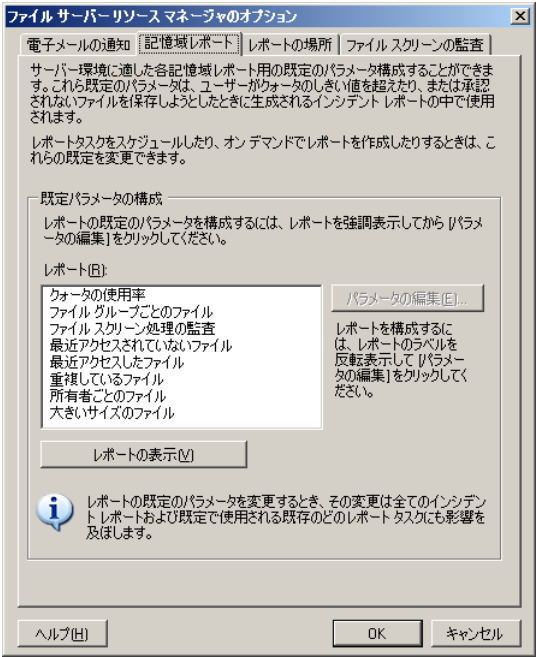 ファイル サーバー リソース マネージャのオプション
電子メールの通知
記憶域レポート
レポートの場所
ファイル スクリーンの監査
サーバー環境に適した各記憶域レポート用の既定のパラメータ構成することができま
す。これら既定のパラメータは、ユーザーがクォータのしきい値を超えたり、または承認
されないファイルを保存しようとしたときに生成されるインシデント レポートの中で使用
されます。
レポートタスクをスケジュールしたり、オン デマンドでレポートを作成したりするときは、こ
れらの既定を変更できます。
既定パラメータの構成
レポートの既定のパラメータを構成するには、レポートを強調表示してから [パラメ
ータの編集] をクリックしてください。
レポート(R):
クォータの使用率
ファイル グループごとのファイル
ファイル スクリーン処理の監査
最近アクセスされていないファイル
最近アクセスしたファイル
重複しているファイル
所有者ごとのファイル
大きいサイズのファイル
パラメータの編集(E)...
レポートを構成するに
は、レポートのラベルを
反転表示して [パラメー
タの編集] をクリックしてく
ださい。
レポートの表示(V)
レポートの既定のパラメータを変更するとき、その変更は全てのインシデン
ト レポートおよび既定で使用される既存のどのレポート タスクにも影響を
及ぼします。
ヘルプ(H)
OK
キャンセル